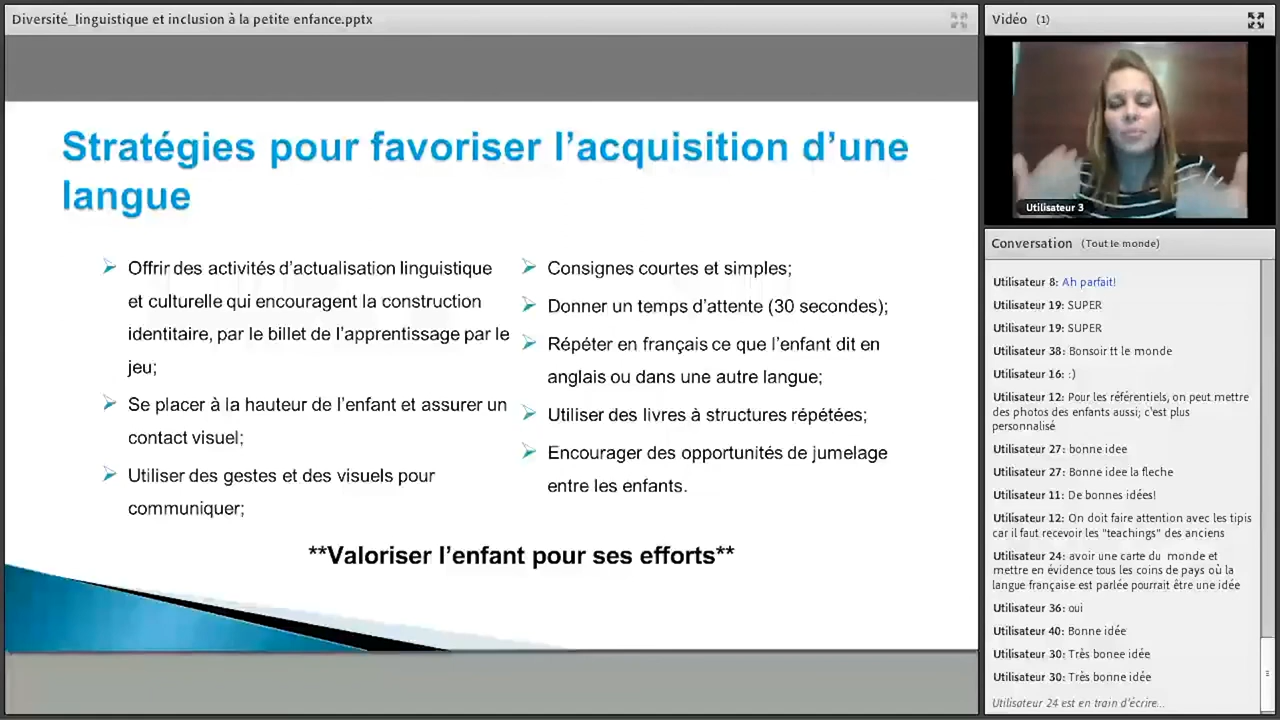 Diversité_linguistique et inclusion à la petite enfance.pptx
Stratégies pour favoriser l'acquisition d'une
langue
Offrir des activités d'actualisation linguistique
et culturelle qui encouragent la construction
identitaire, par le billet de l'apprentissage par le
jeu;
Se placer à la hauteur de l'enfant et assurer un
contact visuel;
Utiliser des gestes et des visuels pour
communiquer;
Consignes courtes et simples;
Donner un temps d'attente (30 secondes);
Répéter en français ce que l'enfant dit en
anglais ou dans une autre langue;
Utiliser des livres à structures répétées;
Encourager des opportunités de jumelage
entre les enfants.
**Valoriser l'enfant pour ses efforts**
Vidéo (1)
Utilisateur 3
Conversation (Tout le monde)
Utilisateur 8: Ah parfait!
Utilisateur 19: SUPER
Utilisateur 19: SUPER
Utilisateur 38: Bonsoir tt le monde
Utilisateur 16: :)
Utilisateur 12: Pour les référentiels, on peut mettre
des photos des enfants aussi; c'est plus
personnalisé
Utilisateur 27: bonne idee
Utilisateur 27: Bonne idee la fleche
Utilisateur 11: De bonnes idées!
Utilisateur 12: On doit faire attention avec les tipis
car il faut recevoir les "teachings" des anciens
Utilisateur 24: avoir une carte du monde et
mettre en évidence tous les coins de pays où la
langue française est parlée pourrait être une idée
Utilisateur 36: oui
Utilisateur 40: Bonne idée
Utilisateur 30: Très bonee idée
Utilisateur 30: Très bonne idée
Utilisateur 24 est en train d'écrire...